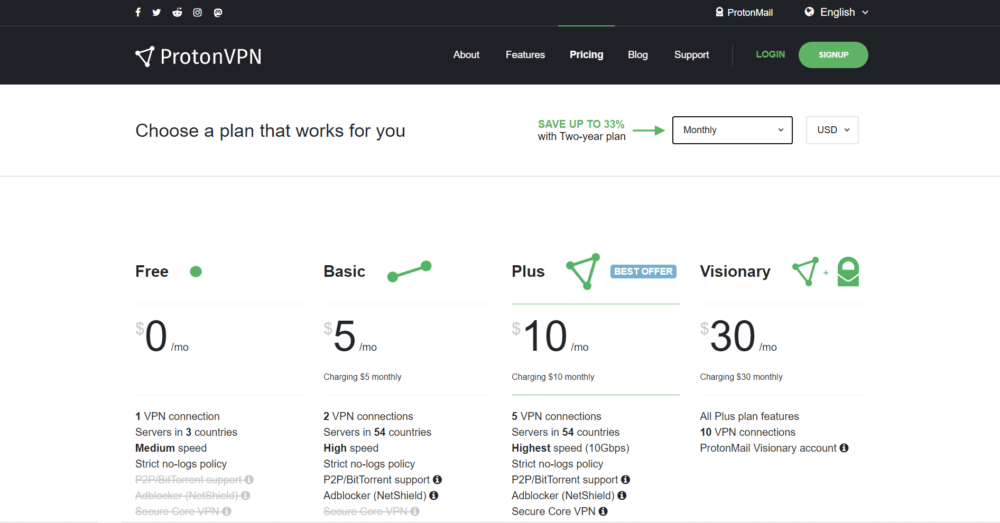 ProtonMail
English
ProtonVPN
About
Features
Pricing
Blog
Support
LOGIN
SIGNUP
Choose a plan that works for you
SAVE UP TO 33%
with Two-year plan
Monthly
USD
Free
$0 /mo
1 VPN connection
Servers in 3 countries
Medium speed
Strict no-logs policy
P2P/BitTorrent support
Adblocker (NetShield)
Secure Core VPN
Basic
$5 /mo
Charging $5 monthly
2 VPN connections
Servers in 54 countries
High speed
Strict no-logs policy
P2P/BitTorrent support
Adblocker (NetShield)
Secure Core VPN
Plus
BEST OFFER
$10 /mo
Charging $10 monthly
5 VPN connections
Servers in 54 countries
Highest speed (10Gbps)
Strict no-logs policy
P2P/BitTorrent support
Adblocker (NetShield)
Secure Core VPN
Visionary
+
$30 /mo
Charging $30 monthly
All Plus plan features
10 VPN connections
ProtonMail Visionary account